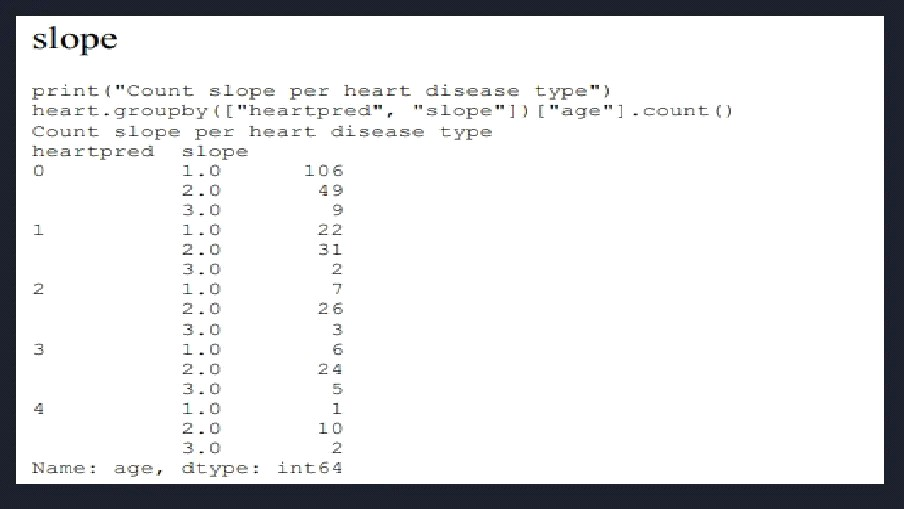 slope
print("Count slope per heart disease type")
heart.groupby(["heartpred", "slope"])["age"].count()
Count slope per heart disease type
heartpred  slope
0          1.0      106
           2.0       49
           3.0        9
1          1.0       22
           2.0       31
           3.0        2
2          1.0        7
           2.0       26
           3.0        3
3          1.0        6
           2.0       24
           3.0        5
4          1.0        1
           2.0       10
           3.0        2
Name: age, dtype: int64